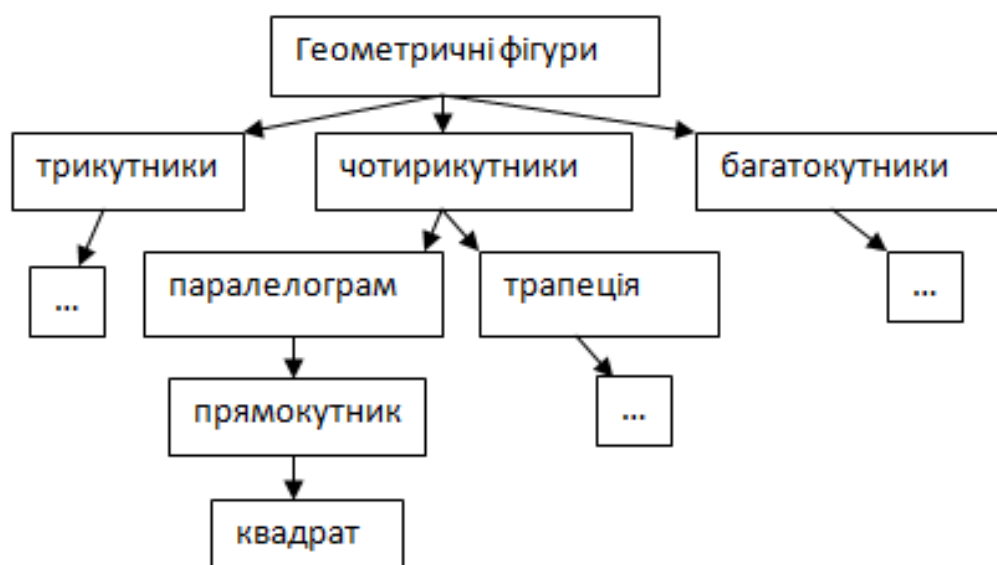 Геометричні фігури
трикутники
чотирикутники
багатокутники
...
паралелограм
трапеція
...
прямокутник
...
квадрат